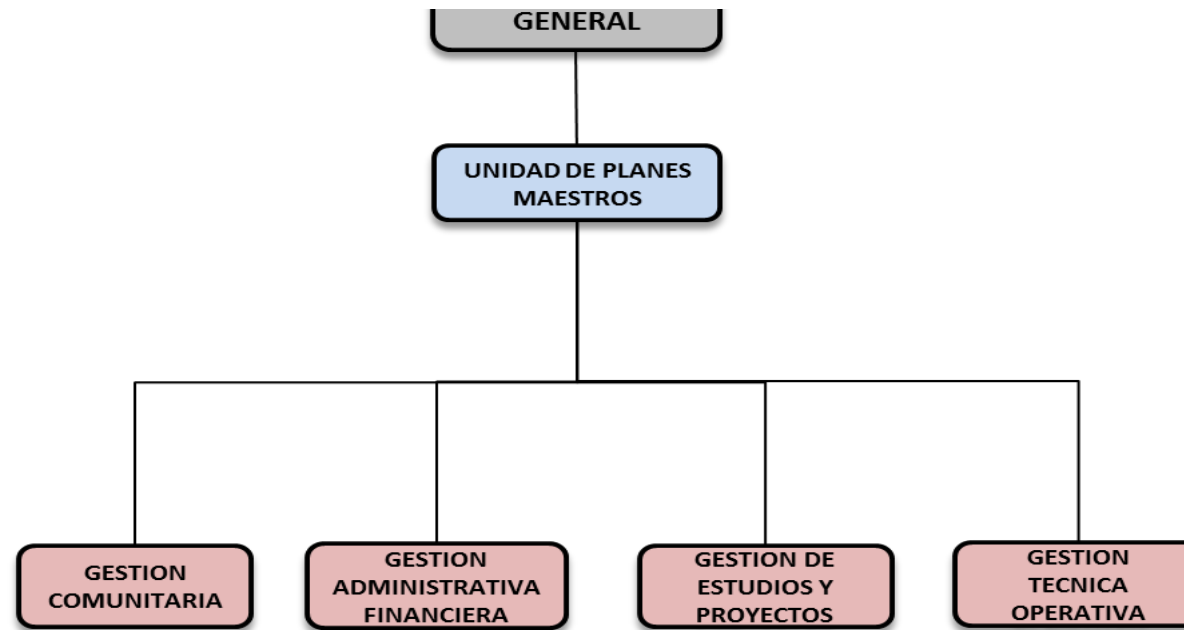 GENERAL
UNIDAD DE PLANES
MAESTROS
GESTION
COMUNITARIA
GESTION
ADMINISTRATIVA
FINANCIERA
GESTION DE
ESTUDIOS Y
PROYECTOS
GESTION
TECNICA
OPERATIVA